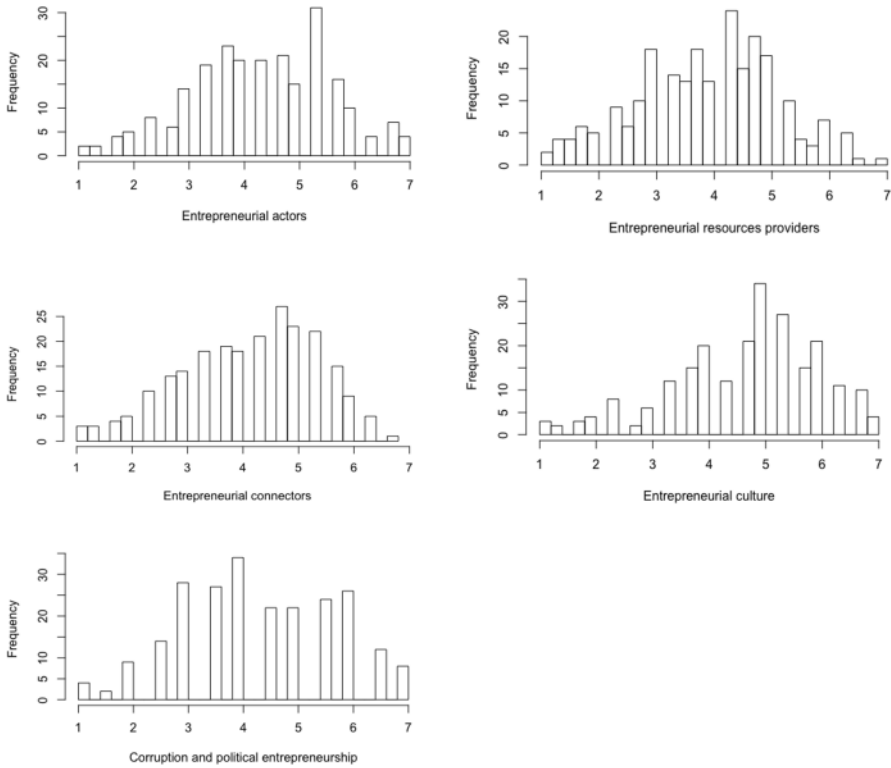 Frequency
0 5 10 20 30
1 2 3 4 5 6 7
Entrepreneurial actors
Frequency
0 5 10 15 20
1 2 3 4 5 6 7
Entrepreneurial resources providers
Frequency
0 5 10 15 20 25
1 2 3 4 5 6 7
Entrepreneurial connectors
Frequency
0 5 10 20 30
1 2 3 4 5 6 7
Entrepreneurial culture
Frequency
0 5 10 20 30
1 2 3 4 5 6 7
Corruption and political entrepreneurship